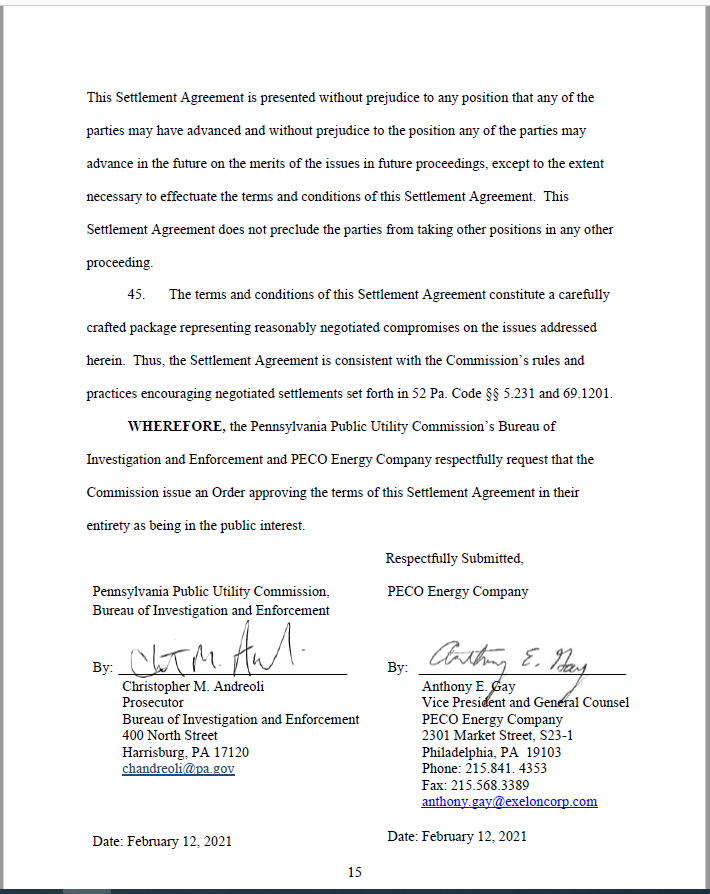 This Settlement Agreement is presented without prejudice to any position that any of the
parties may have advanced and without prejudice to the position any of the parties may
advance in the future on the merits of the issues in future proceedings, except to the extent
necessary to effectuate the terms and conditions of this Settlement Agreement.  This
Settlement Agreement does not preclude the parties from taking other positions in any other
proceeding.
45. The terms and conditions of this Settlement Agreement constitute a carefully
crafted package representing reasonably negotiated compromises on the issues addressed
herein.  Thus, the Settlement Agreement is consistent with the Commission's rules and
practices encouraging negotiated settlements set forth in 52 Pa. Code §§ 5.231 and 69.1201.
WHEREFORE, the Pennsylvania Public Utility Commission's Bureau of
Investigation and Enforcement and PECO Energy Company respectfully request that the
Commission issue an Order approving the terms of this Settlement Agreement in their
entirety as being in the public interest.
Respectfully Submitted,
Pennsylvania Public Utility Commission,
Bureau of Investigation and Enforcement
By:
Christopher M. Andreoli
Prosecutor
Bureau of Investigation and Enforcement
400 North Street
Harrisburg, PA 17120
chandreoli@pa.gov
Date: February 12, 2021
PECO Energy Company
By: Anthony E. Gay
Anthony E. Gay
Vice President and General Counsel
PECO Energy Company
2301 Market Street, S23-1
Philadelphia, PA  19103
Phone: 215.841. 4353
Fax: 215.568.3389
anthony.gay@exeloncorp.com
Date: February 12, 2021
15